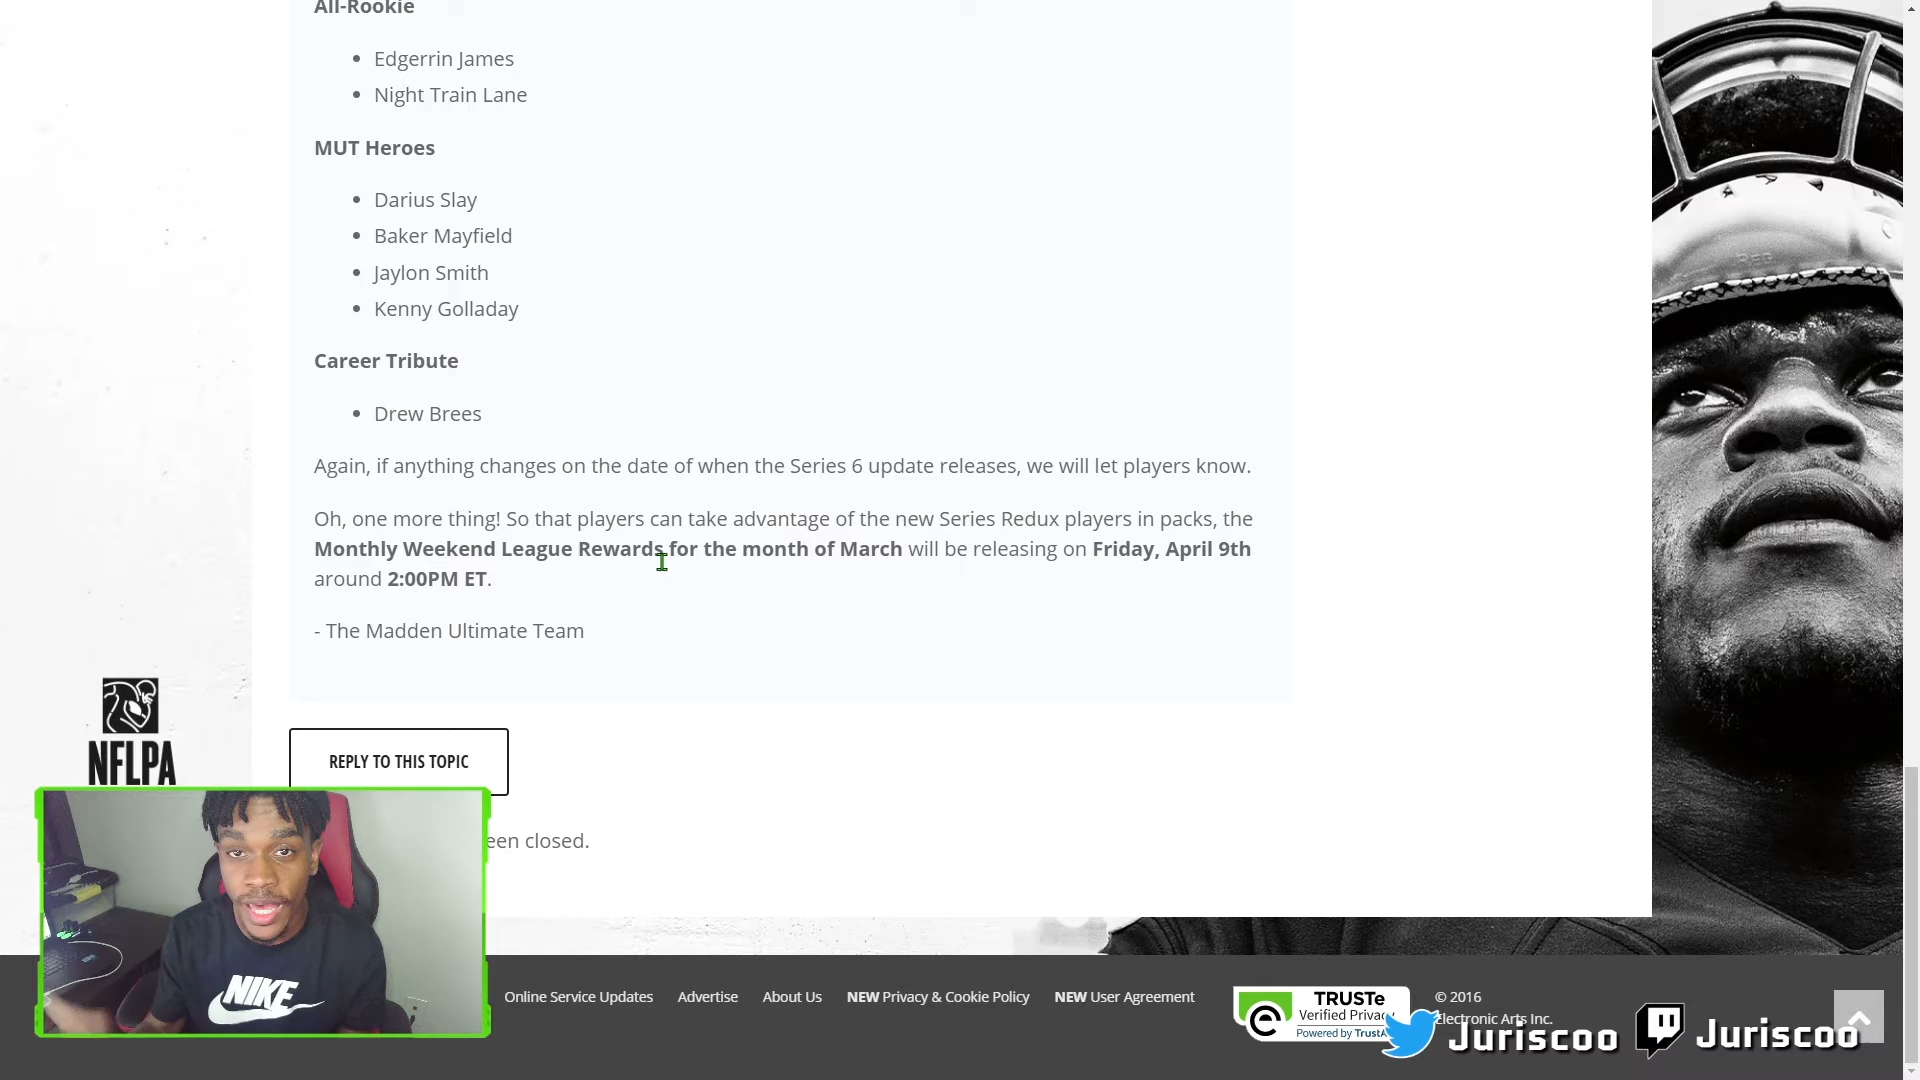 All-Rookie
Edgerrin James
Night Train Lane
MUT Heroes
Darius Slay
Baker Mayfield
Jaylon Smith
Kenny Golladay
Career Tribute
Drew Brees
Again, if anything changes on the date of when the Series 6 update releases, we will let players know.
Oh, one more thing! So that players can take advantage of the new Series Redux players in packs, the
Monthly Weekend League Rewards for the month of March will be releasing on Friday, April 9th
around 2:00PM ET.
- The Madden Ultimate Team
NFLPA
REPLY TO THIS TOPIC
een closed.
NIKE
Online Service Updates Advertise About Us NEW Privacy & Cookie Policy NEW User Agreement
TRUSTe
Verified Privacy
Powered by TrustA
© 2016
Electronic Arts Inc.
Juriscoo Juriscoo